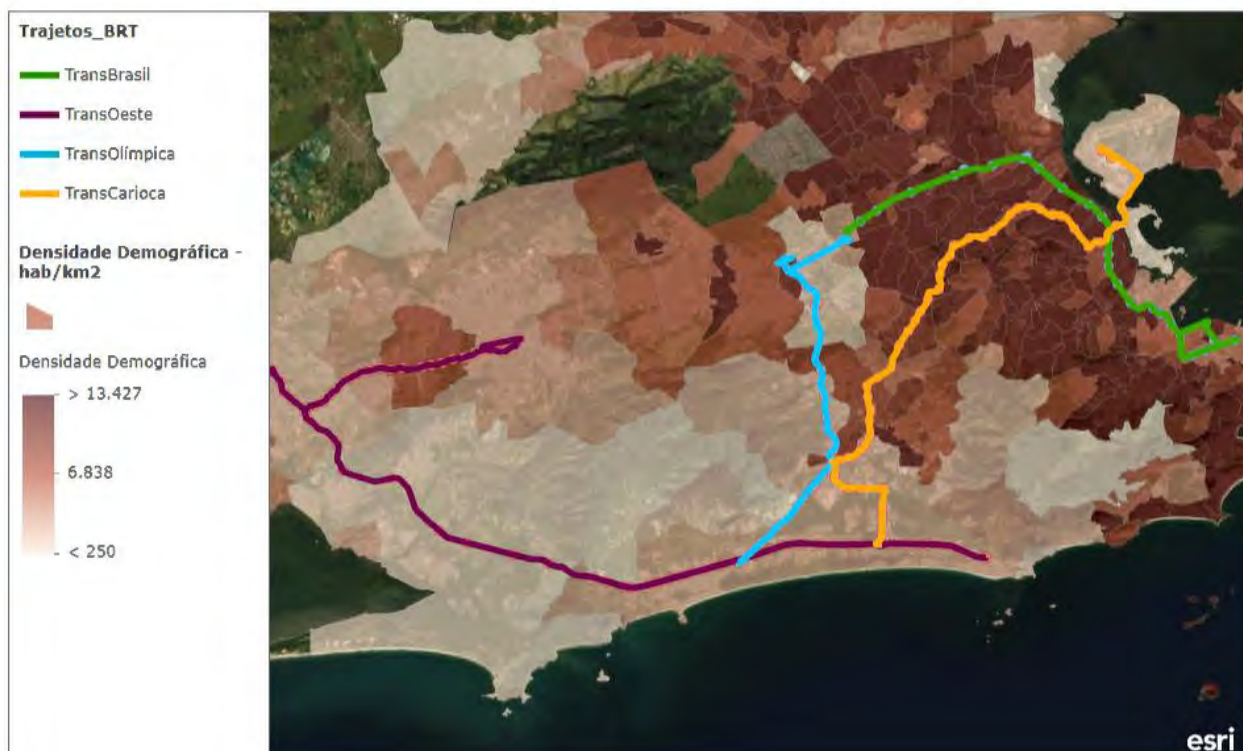 Trajetos_BRT
TransBrasil
TransOeste
TransOlímpica
TransCarioca
Densidade Demográfica -
hab/km2
Densidade Demográfica
> 13.427
6.838
< 250
esri